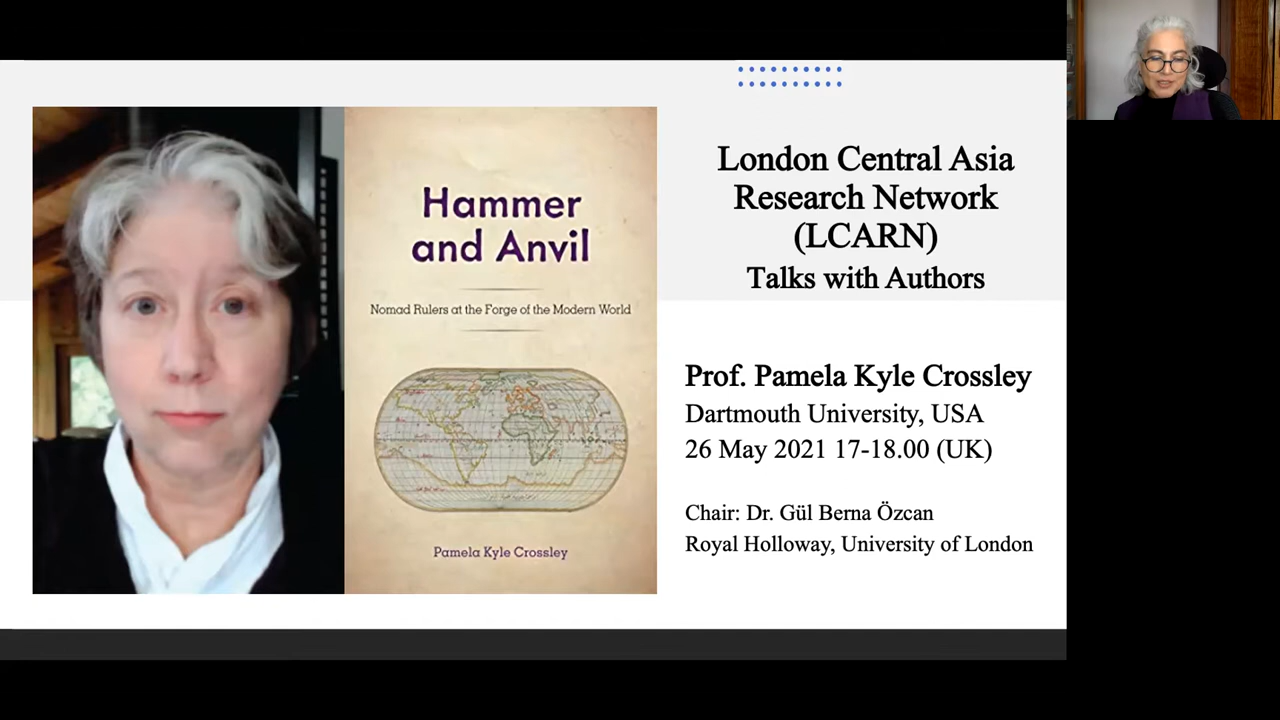 Hammer
and Anvil
Nomad Rulers at the Forge of the Modern World
Pamela Kyle Crossley
London Central Asia
Research Network
(LCARN)
Talks with Authors
Prof. Pamela Kyle Crossley
Dartmouth University, USA
26 May 2021 17-18.00 (UK)
Chair: Dr. Gül Berna Özcan
Royal Holloway, University of London